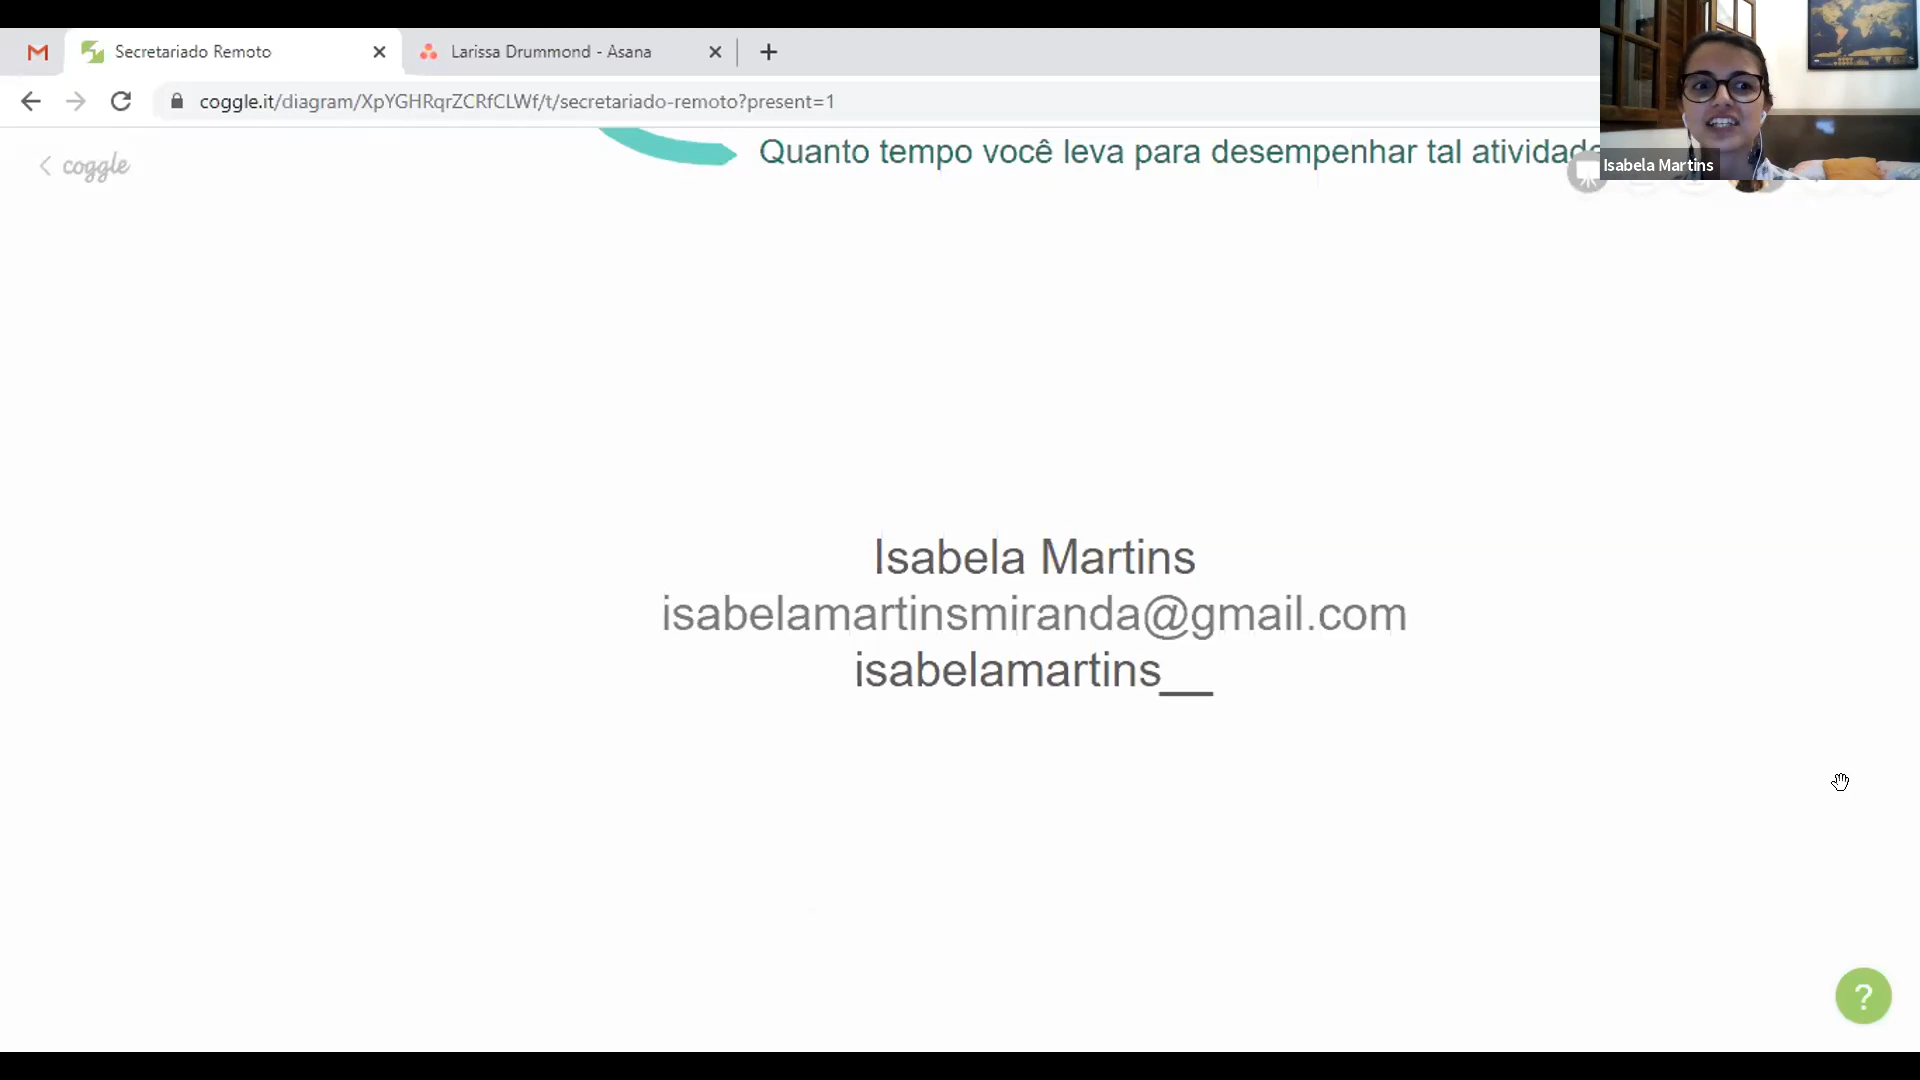 Secretariado Remoto
Larissa Drummond - Asana
coggle.it/diagram/XpYGHRqrZCRfCLWf/t/secretariado-remoto?present=1
coggle
Quanto tempo você leva para desempenhar tal atividade
Isabela Martins
Isabela Martins
isabelamartinsmiranda@gmail.com
isabelamartins__
?